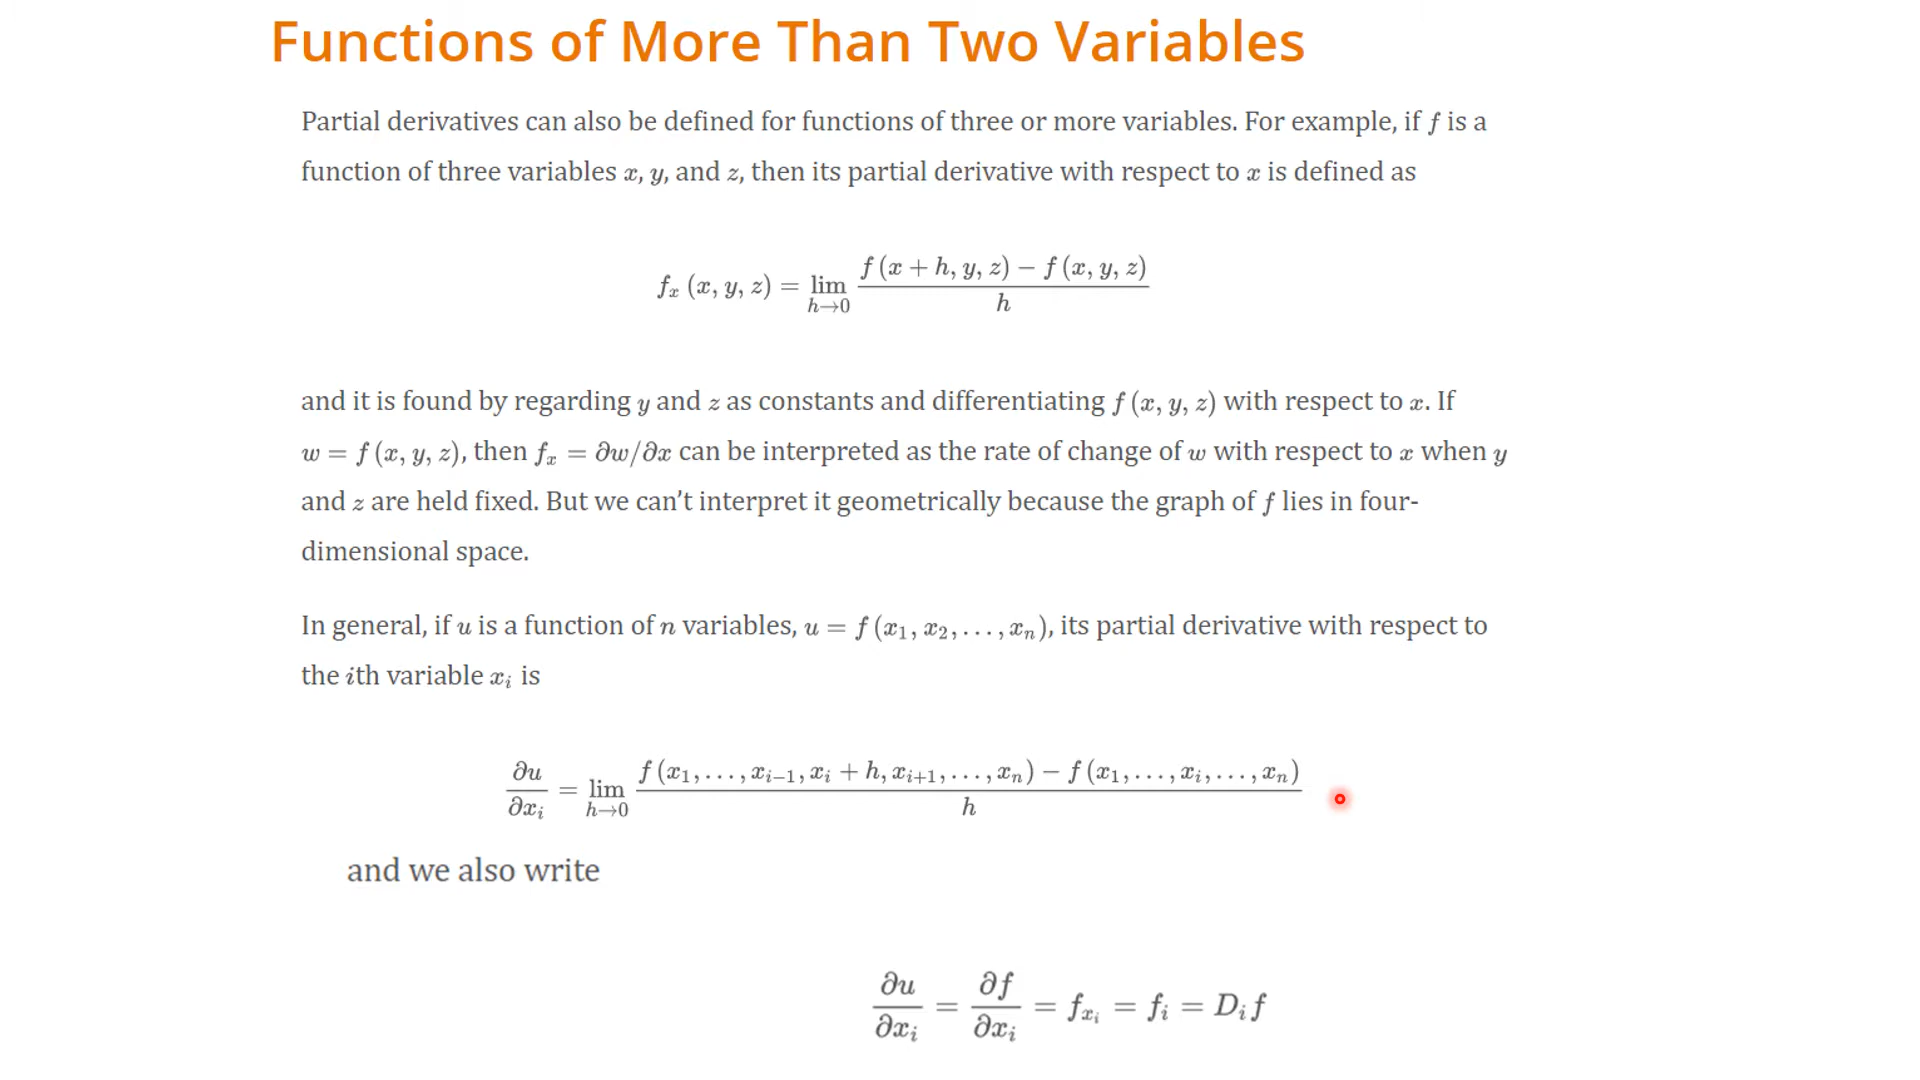 Functions of More Than Two Variables
Partial derivatives can also be defined for functions of three or more variables. For example, if f is a
function of three variables x, y, and z, then its partial derivative with respect to x is defined as
f_x (x, y, z) = lim_{h→0} \frac{f (x + h, y, z) − f (x, y, z)}{h}
and it is found by regarding y and z as constants and differentiating f (x, y, z) with respect to x. If
w = f (x, y, z), then f_x = ∂w/∂x can be interpreted as the rate of change of w with respect to x when y
and z are held fixed. But we can't interpret it geometrically because the graph of f lies in four-
dimensional space.
In general, if u is a function of n variables, u = f (x_1, x_2, . . . , x_n), its partial derivative with respect to
the ith variable x_i is
\frac{∂u}{∂x_i} = lim_{h→0} \frac{f (x_1, . . . , x_{i−1}, x_i + h, x_{i+1}, . . . , x_n) − f (x_1, . . . , x_i, . . . , x_n)}{h}
and we also write
\frac{∂u}{∂x_i} = \frac{∂f}{∂x_i} = f_{x_i} = f_i = D_i f